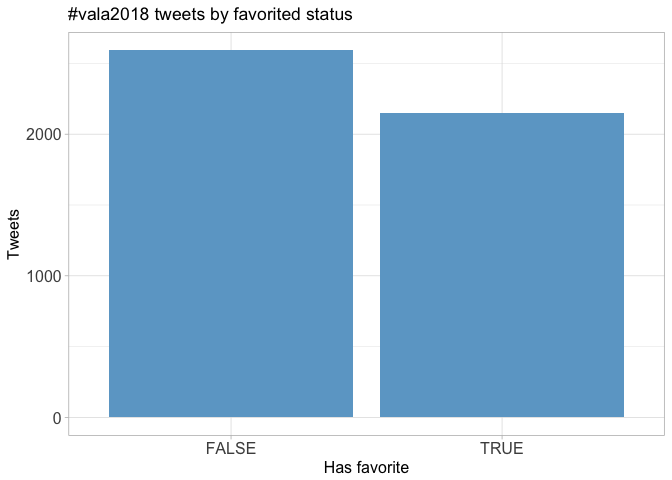 #vala2018 tweets by favorited status
Tweets
2000
1000
0
FALSE
TRUE
Has favorite